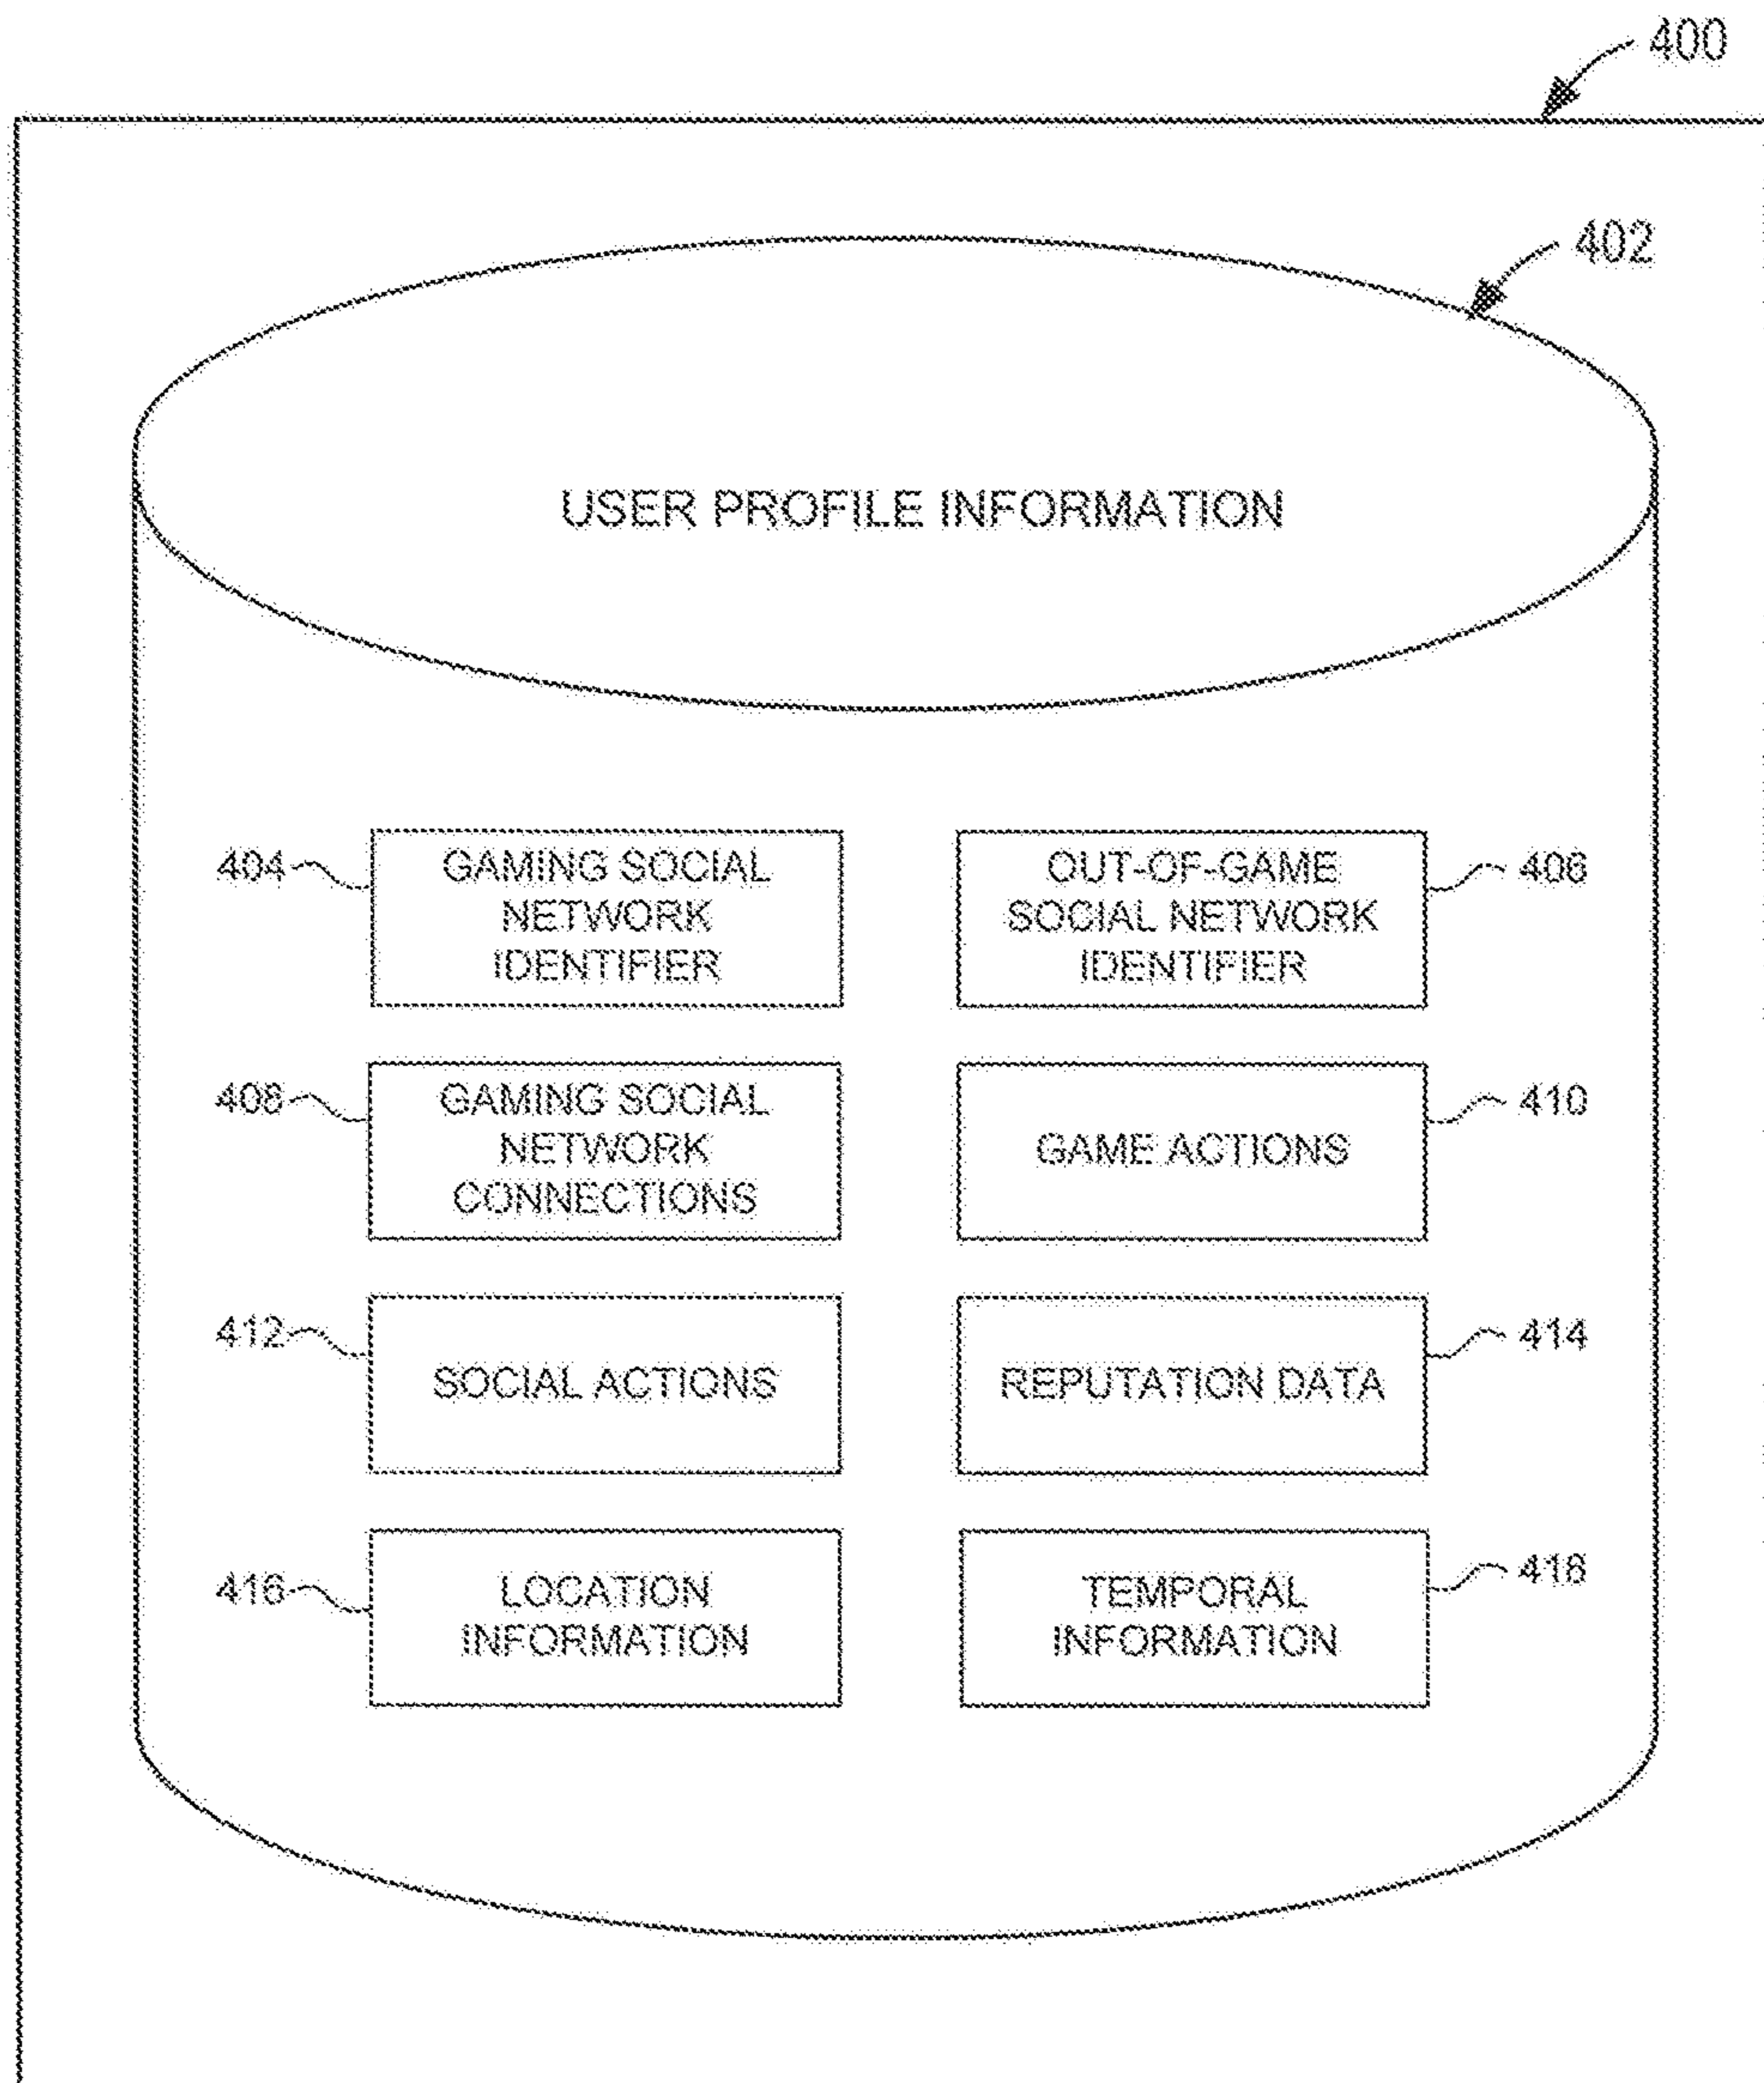 400
402
USER PROFILE INFORMATION
404
GAMING SOCIAL
NETWORK
IDENTIFIER
OUT-OF-GAME
SOCIAL NETWORK
IDENTIFIER
406
408
GAMING SOCIAL
NETWORK
CONNECTIONS
GAME ACTIONS
410
412
SOCIAL ACTIONS
REPUTATION DATA
414
416
LOCATION
INFORMATION
TEMPORAL
INFORMATION
418